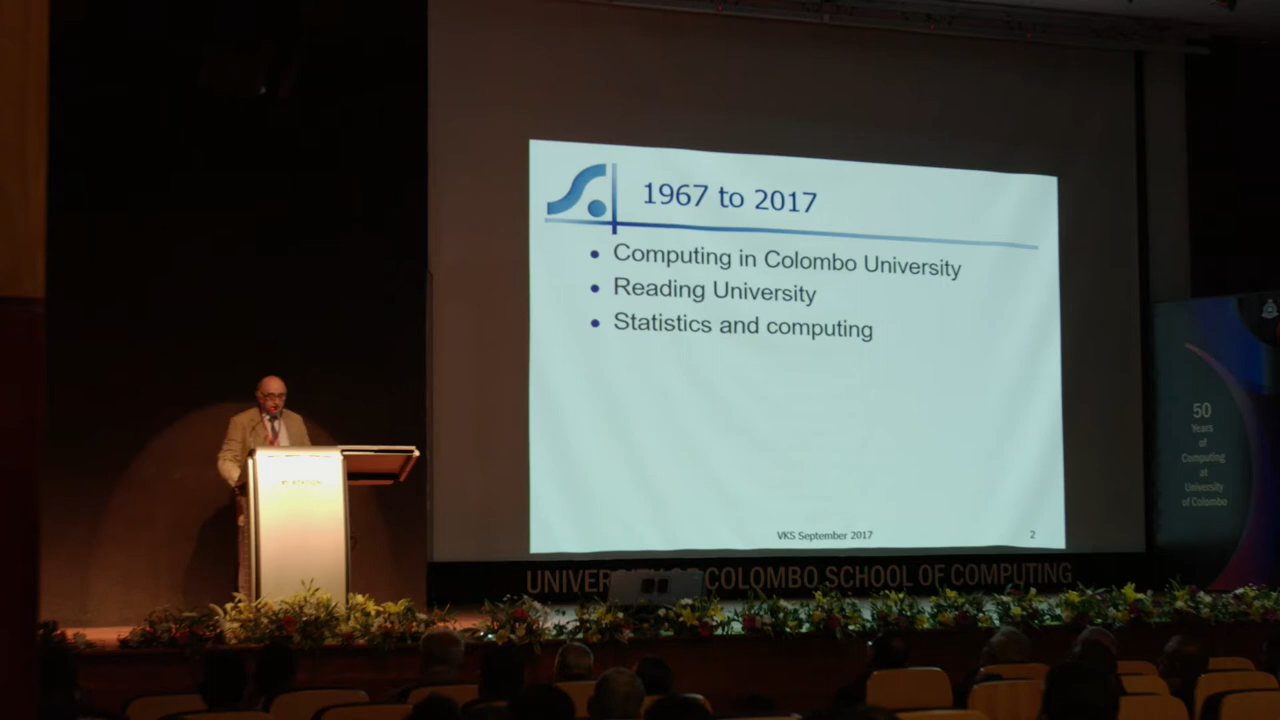 1967 to 2017
Computing in Colombo University
Reading University
Statistics and computing
VKS September 2017
2
50
Years
of
Computing
at
University
of Colombo
COLOMBO SCHOOL OF COMPUTING